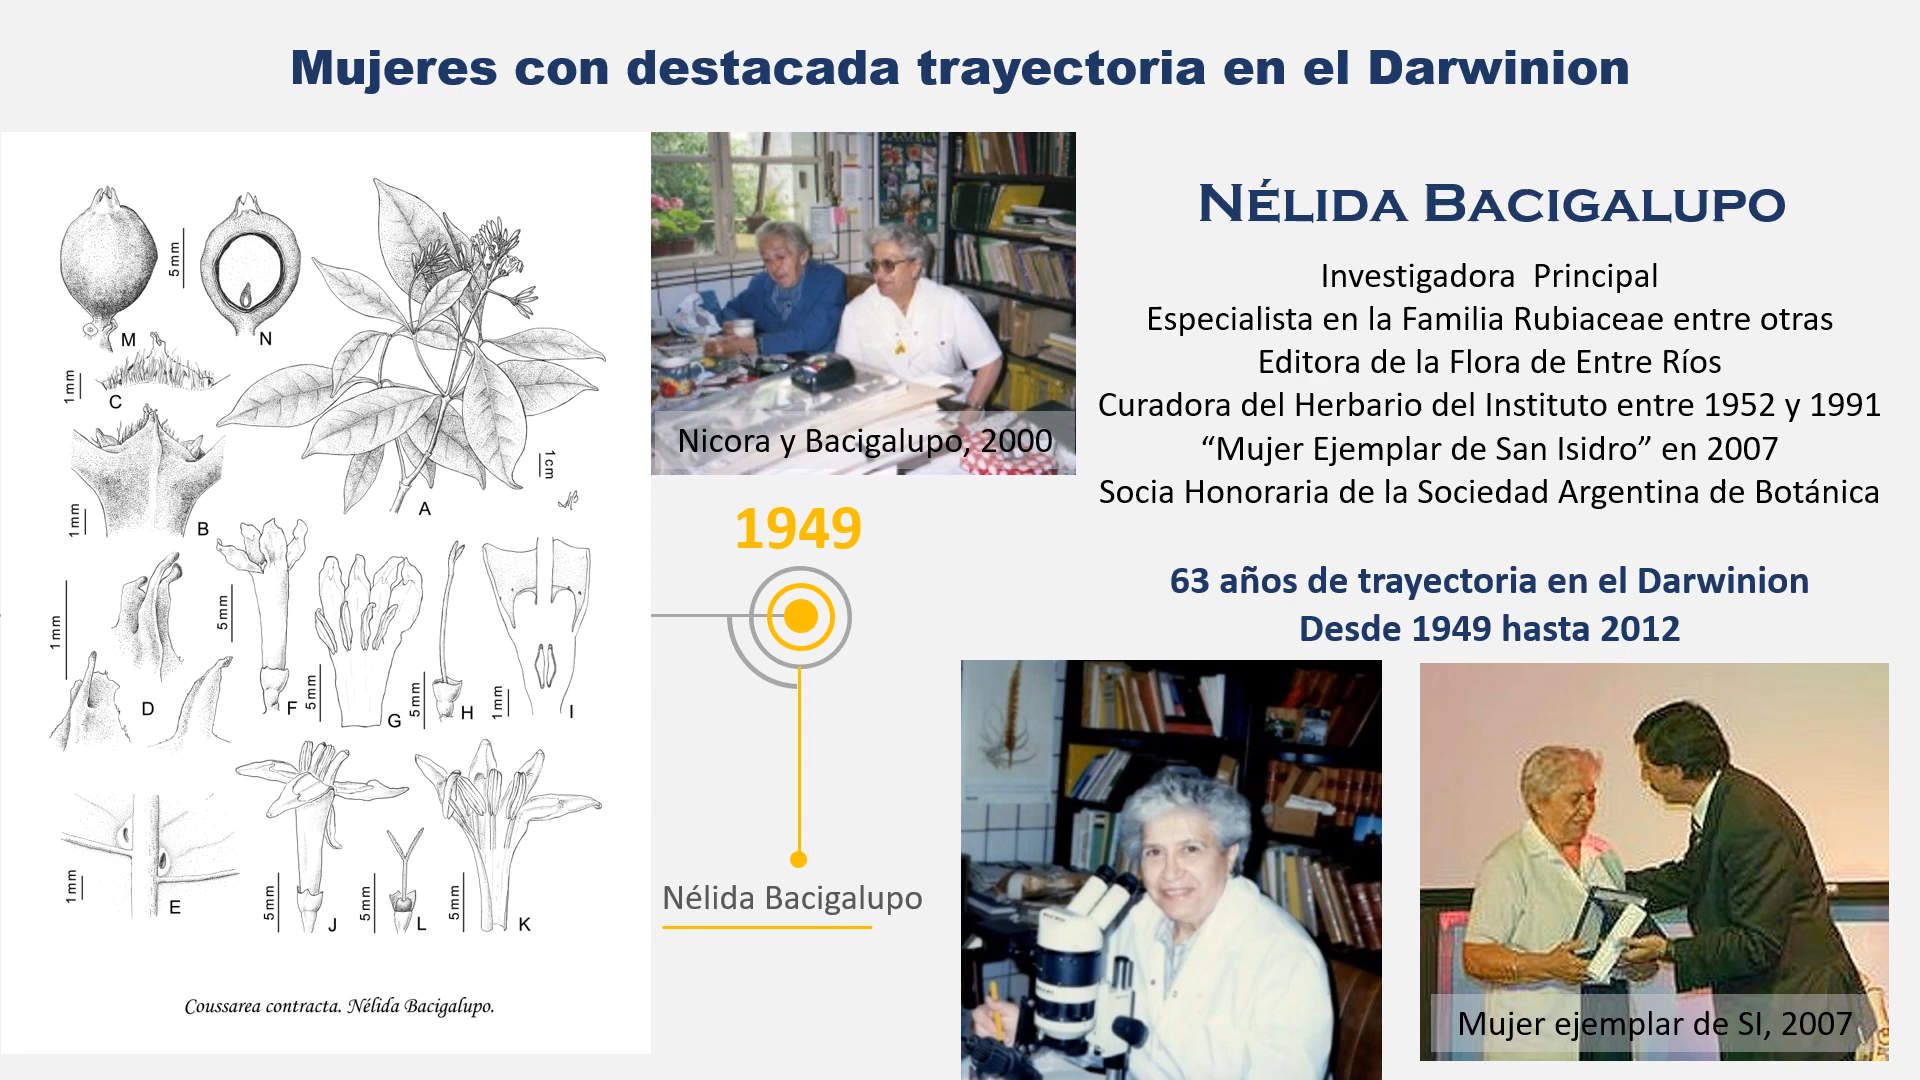 Mujeres con destacada trayectoria en el Darwinion
M
5 mm
N
1 mm
C
1 mm
B
A
1 cm
1 mm
D
5 mm
F
5 mm
G
5 mm
H
1 mm
I
1 mm
E
5 mm
J
5 mm
L
5 mm
K
Coussarea contracta. Nélida Bacigalupo.
Nicora y Bacigalupo, 2000
1949
Nélida Bacigalupo
NÉLIDA BACIGALUPO
Investigadora Principal
Especialista en la Familia Rubiaceae entre otras
Editora de la Flora de Entre Ríos
Curadora del Herbario del Instituto entre 1952 y 1991
“Mujer Ejemplar de San Isidro” en 2007
Socia Honoraria de la Sociedad Argentina de Botánica
63 años de trayectoria en el Darwinion
Desde 1949 hasta 2012
Mujer ejemplar de SI, 2007